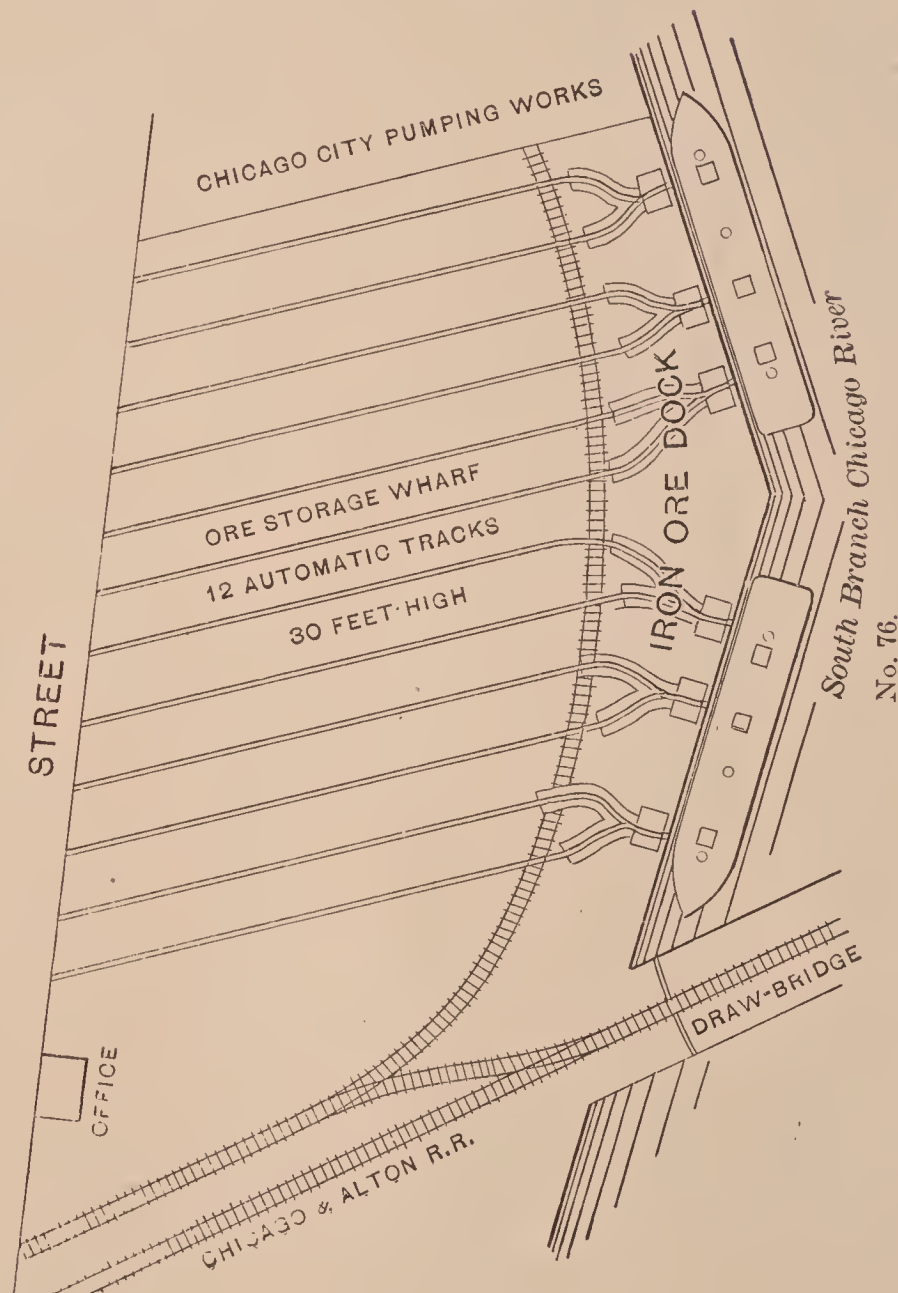 CHICAGO CITY PUMPING WORKS
ORE STORAGE WHARF
12 AUTOMATIC TRACKS
30 FEET HIGH
IRON ORE DOCK
STREET
OFFICE
CHICAGO & ALTON R.R.
DRAW-BRIDGE
South Branch Chicago River
No. 76.